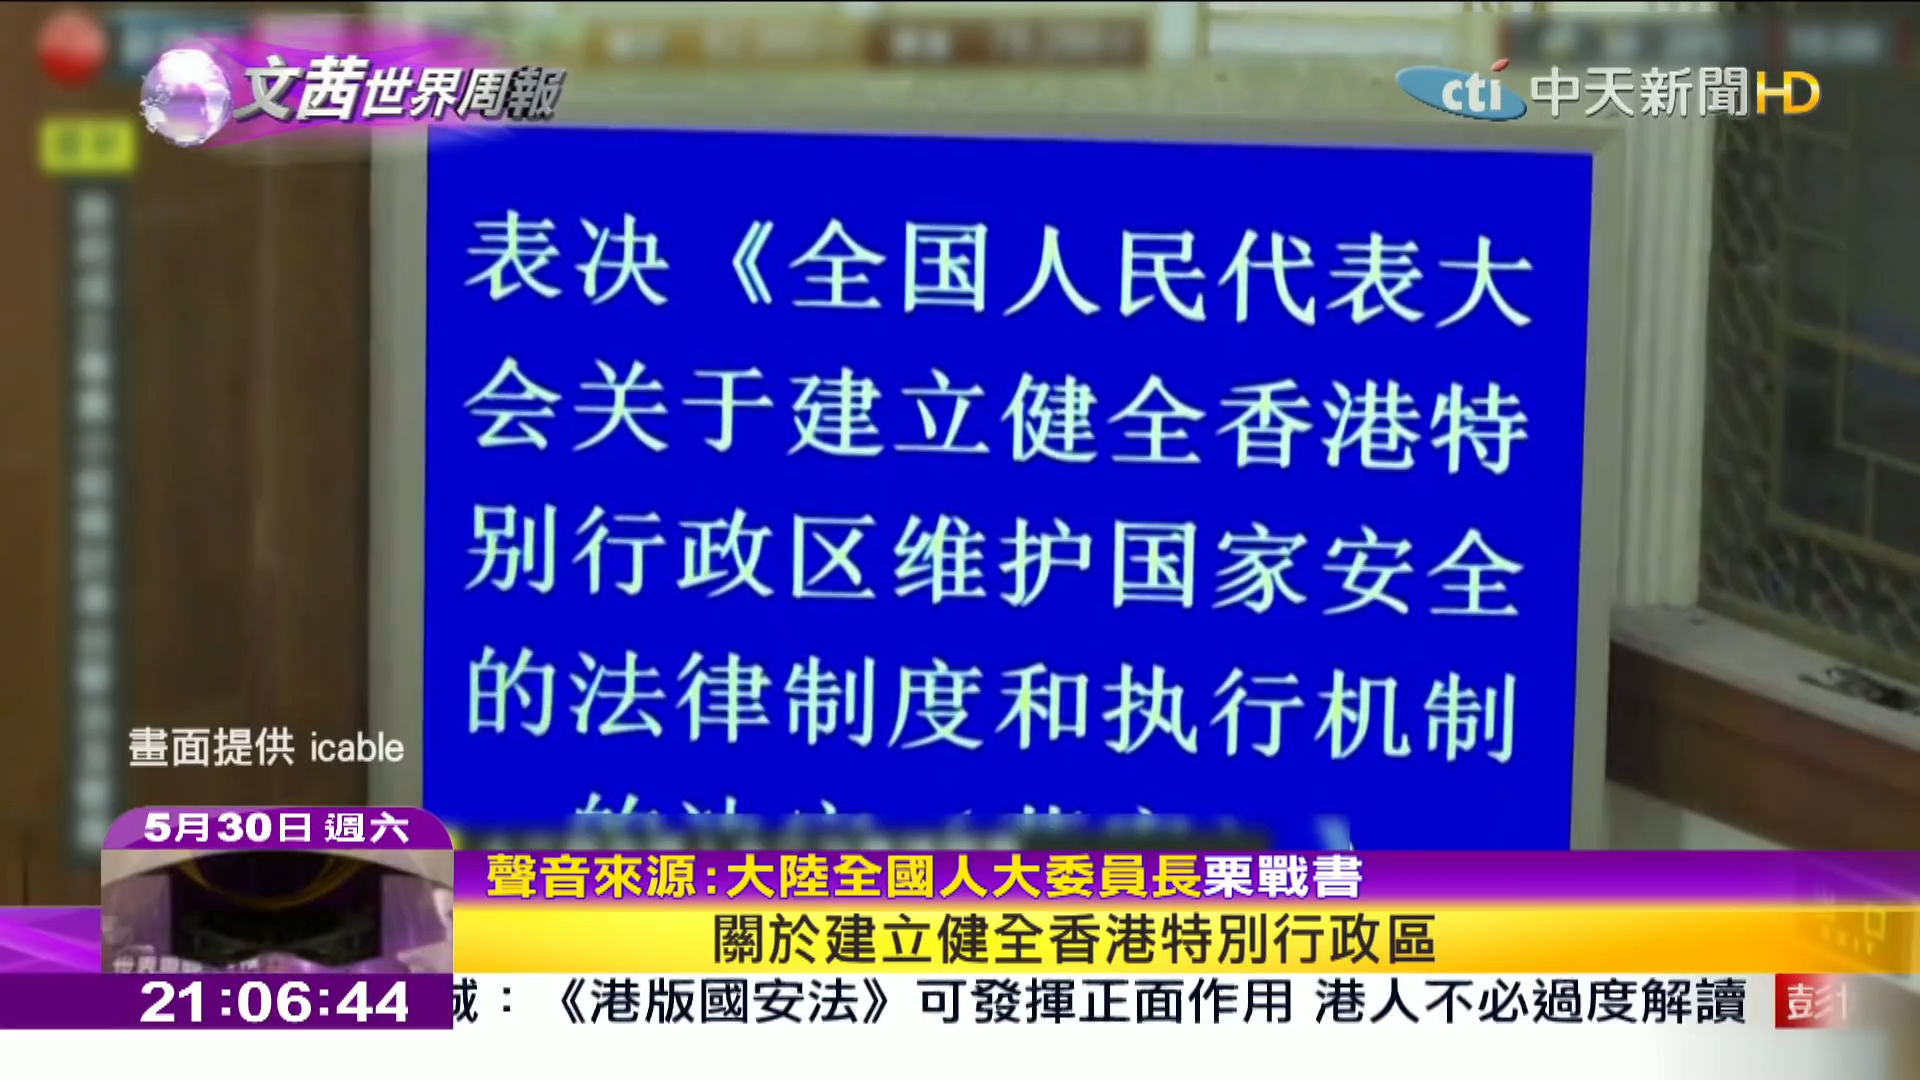 文茜世界周報
cti 中天新聞HD
表决《全国人民代表大
会关于建立健全香港特
别行政区维护国家安全
的法律制度和执行机制
畫面提供 icable
5月30日 週六
聲音來源:大陸全國人大委員長栗戰書
關於建立健全香港特別行政區
21:06:44
城：《港版國安法》可發揮正面作用 港人不必過度解讀